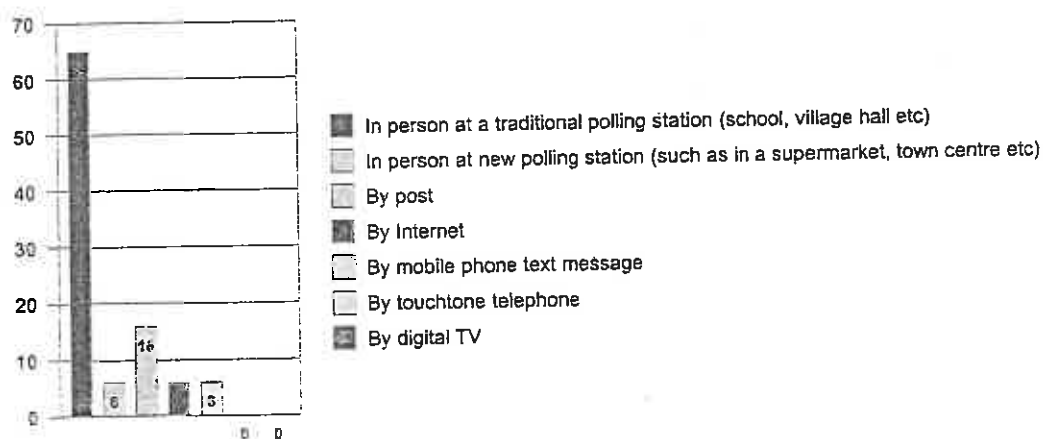 70
60
50
40
30
20
10
0
6
16
6
0 0
In person at a traditional polling station (school, village hall etc)
In person at new polling station (such as in a supermarket, town centre etc)
By post
By Internet
By mobile phone text message
By touchtone telephone
By digital TV